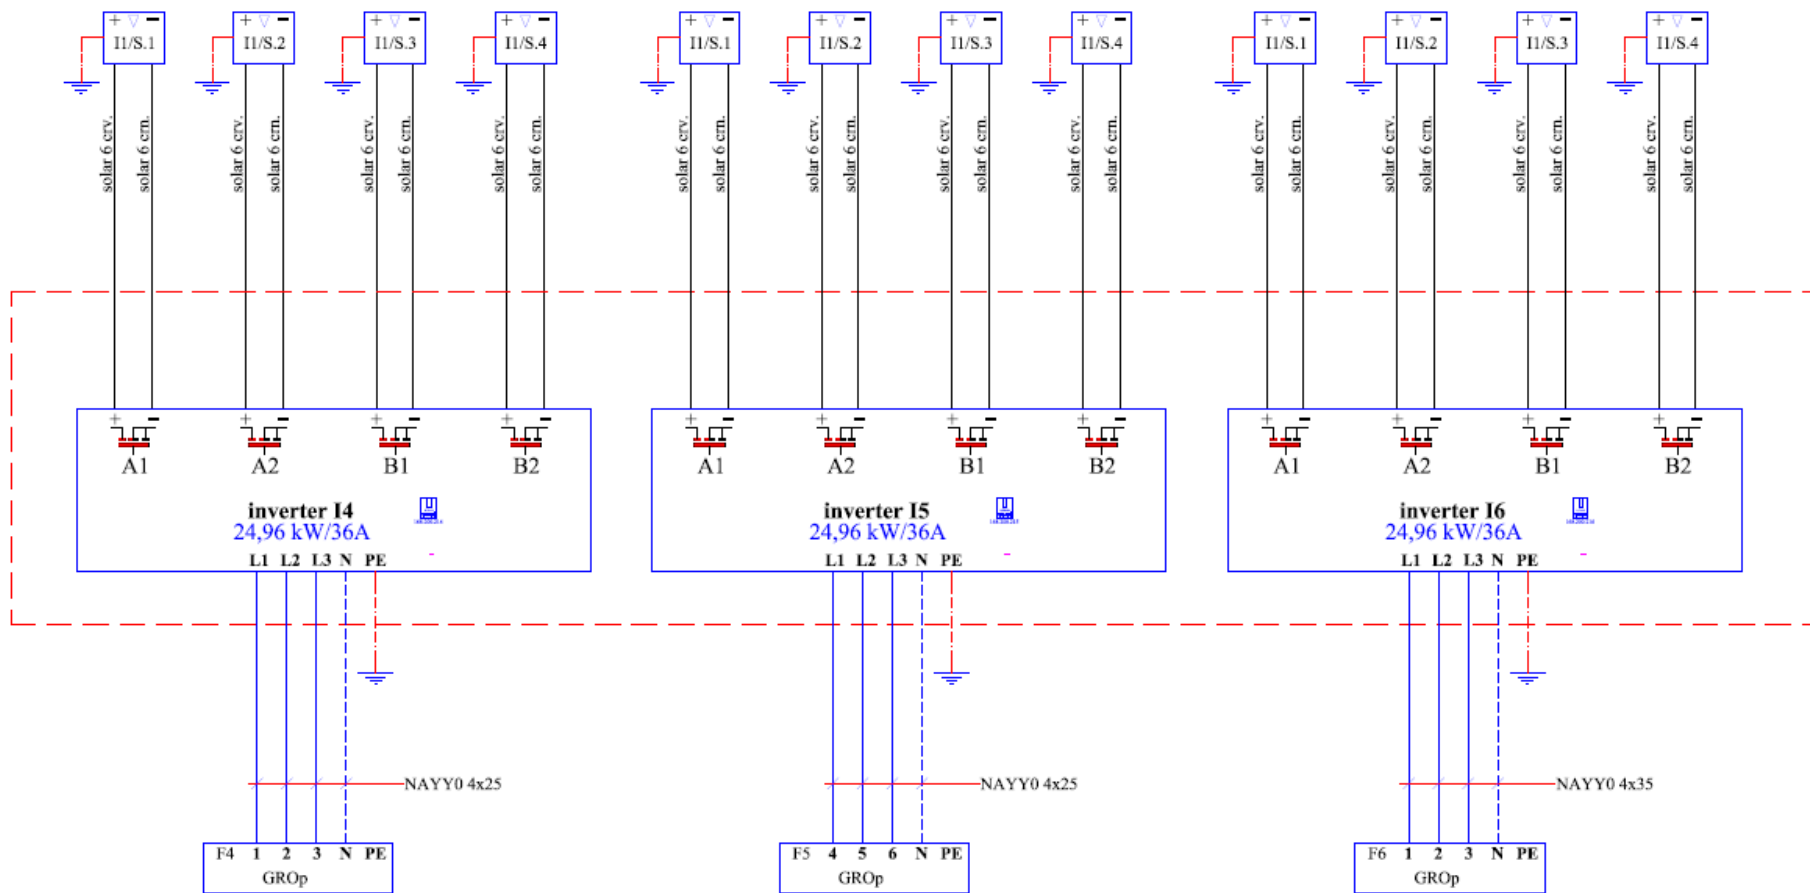 + ▽ − + ▽ − + ▽ − + ▽ − + ▽ − + ▽ − + ▽ − + ▽ − + ▽ − + ▽ − + ▽ − + ▽ −
I1/S.1 I1/S.2 I1/S.3 I1/S.4 I1/S.1 I1/S.2 I1/S.3 I1/S.4 I1/S.1 I1/S.2 I1/S.3 I1/S.4
solar 6 crv. solar 6 crn. solar 6 crv. solar 6 crn. solar 6 crv. solar 6 crn. solar 6 crv. solar 6 crn. solar 6 crv. solar 6 crn. solar 6 crv. solar 6 crn. solar 6 crv. solar 6 crn. solar 6 crv. solar 6 crn. solar 6 crv. solar 6 crn. solar 6 crv. solar 6 crn. solar 6 crv. solar 6 crn. solar 6 crv. solar 6 crn.
+ − + − + − + − + − + − + − + − + − + − + − + −
A1 A2 B1 B2 A1 A2 B1 B2 A1 A2 B1 B2
inverter I4 inverter I5 inverter I6
24,96 kW/36A 24,96 kW/36A 24,96 kW/36A
L1 L2 L3 N PE L1 L2 L3 N PE L1 L2 L3 N PE
NAYY0 4x25 NAYY0 4x25 NAYY0 4x35
F4 1 2 3 N PE F5 4 5 6 N PE F6 1 2 3 N PE
GROp GROp GROp